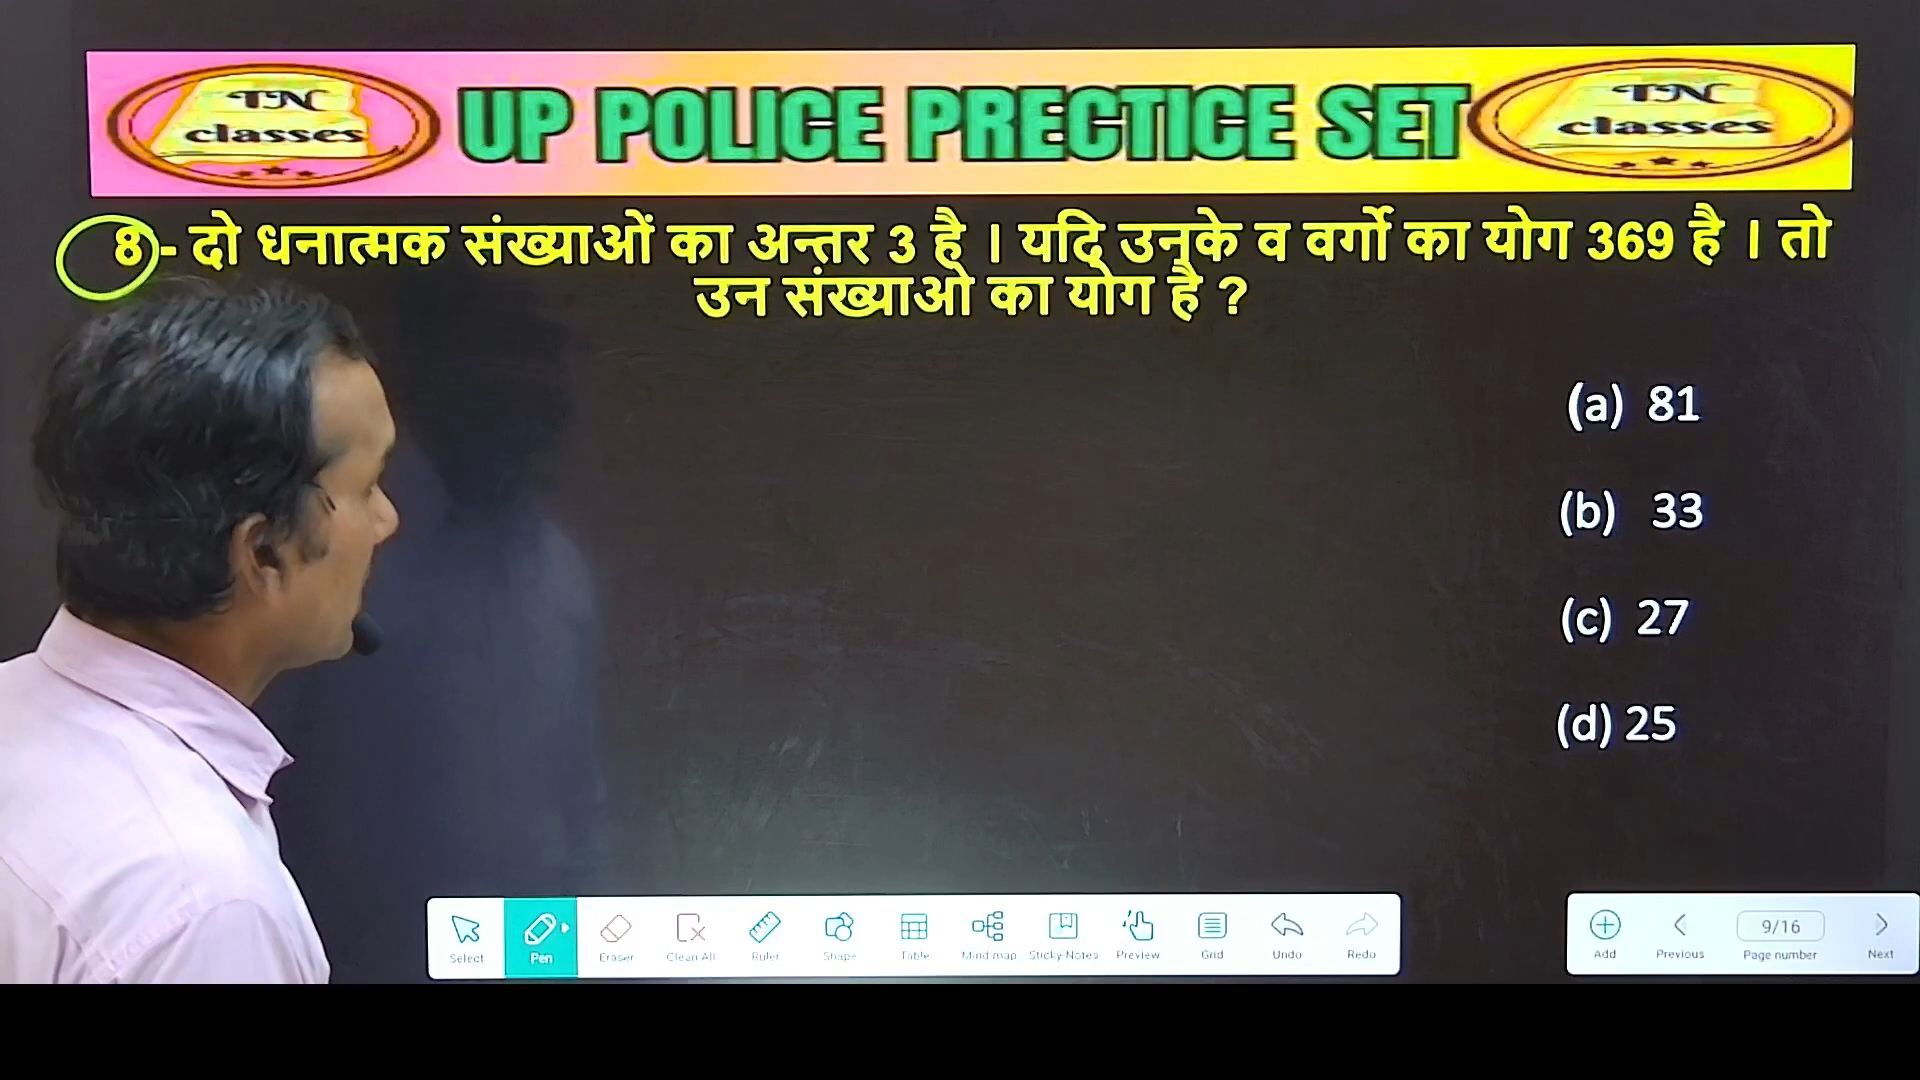 TN
classes
UP POLICE PRECTICE SET
TN
classes
8 - दो धनात्मक संख्याओं का अन्तर 3 है । यदि उनके व वर्गो का योग 369 है । तो
उन संख्याओ का योग है ?
(a) 81
(b) 33
(c) 27
(d) 25
Select Pen Eraser Clean All Ruler Shape Table Mind map Sticky-Notes Preview Grid Undo Redo
Add Previous 9/16 Page number Next